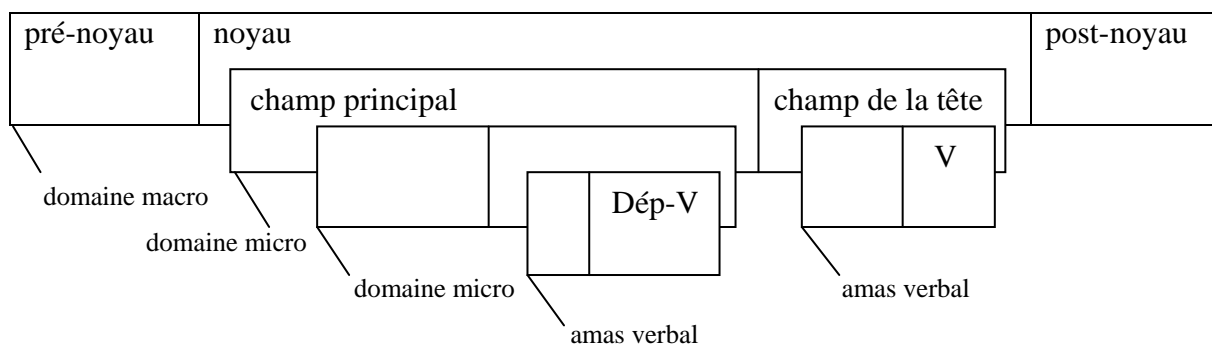 pré-noyau noyau post-noyau
champ principal champ de la tête
V
domaine macro Dép-V
domaine micro
domaine micro amas verbal
amas verbal